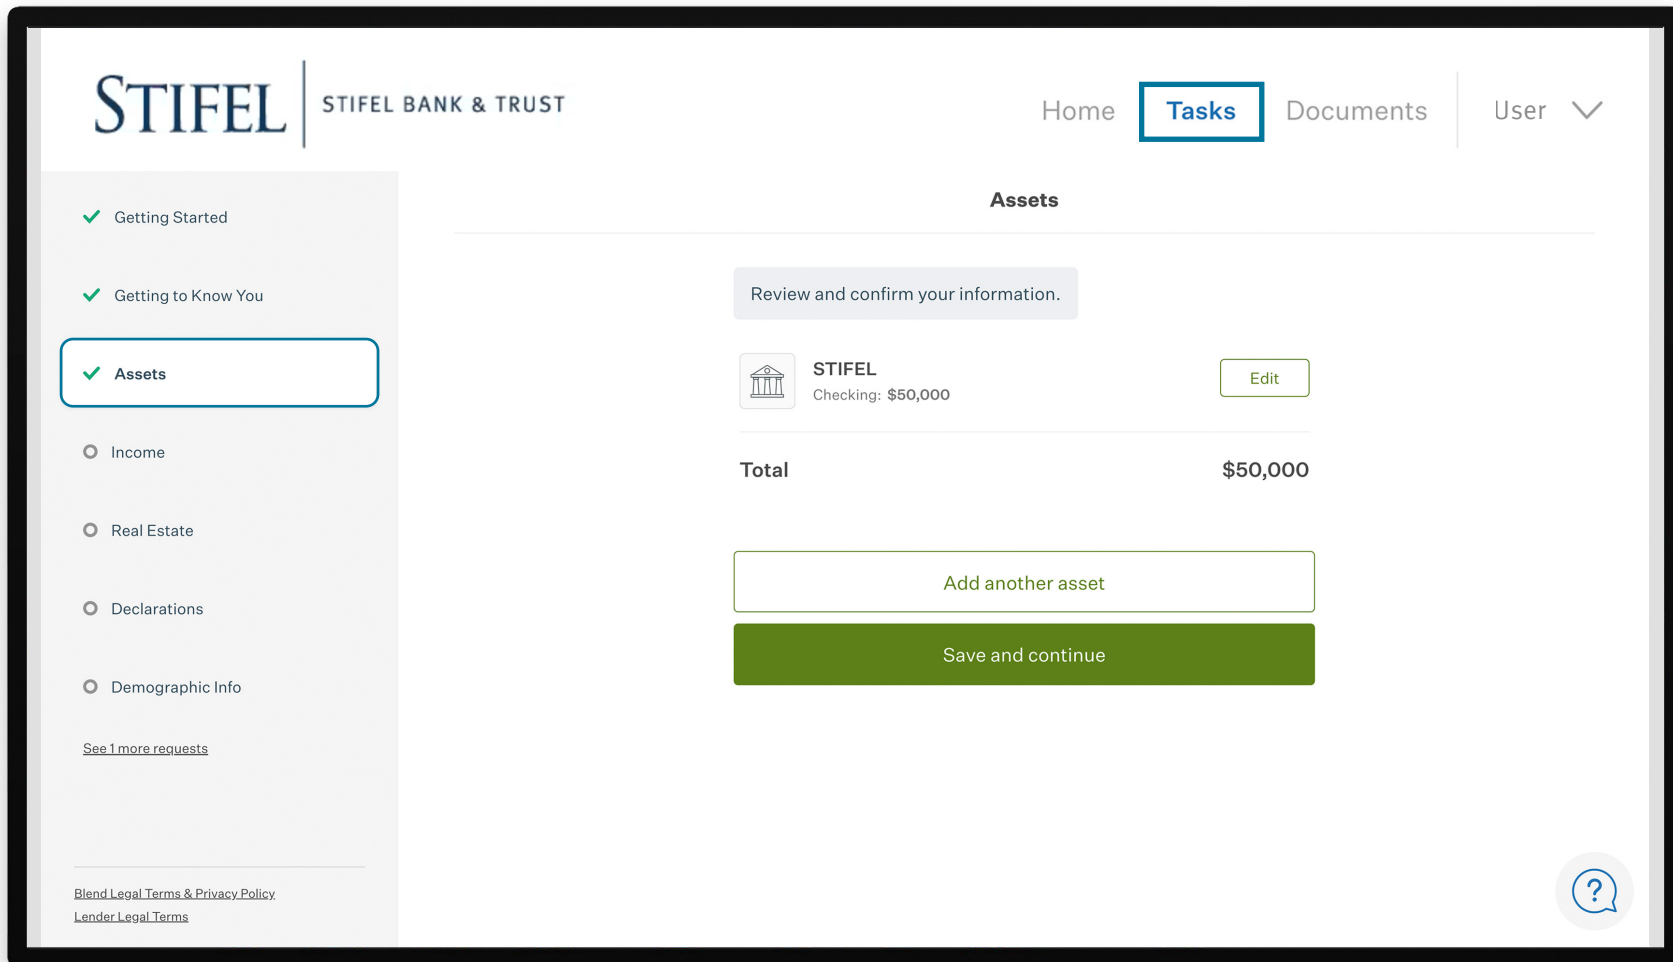 STIFEL | STIFEL BANK & TRUST
Home Tasks Documents User
Getting Started
Getting to Know You
Assets
Income
Real Estate
Declarations
Demographic Info
See 1 more requests
Blend Legal Terms & Privacy Policy
Lender Legal Terms
Assets
Review and confirm your information.
STIFEL
Checking: $50,000
Edit
Total $50,000
Add another asset
Save and continue
?